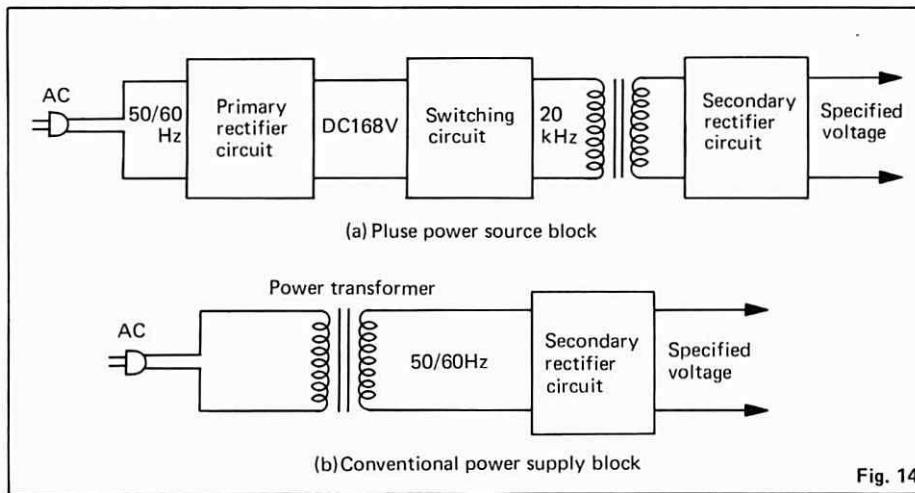 AC
50/60
Hz
Primary
rectifier
circuit
DC168V
Switching
circuit
20
kHz
Secondary
rectifier
circuit
Specified
voltage
(a) Pluse power source block
Power transformer
AC
50/60Hz
Secondary
rectifier
circuit
Specified
voltage
(b) Conventional power supply block
Fig. 14